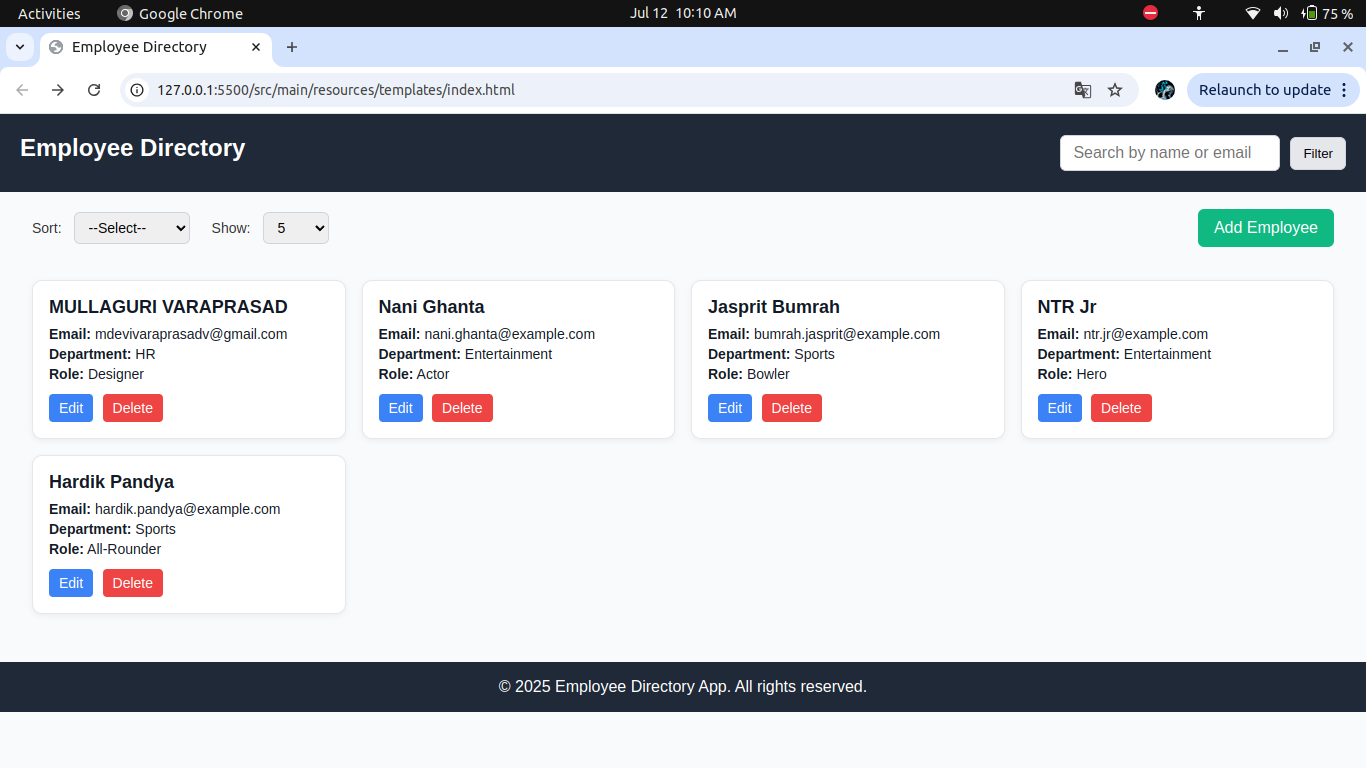 Activities Google Chrome Jul 12 10:10 AM 75 %
Employee Directory
127.0.0.1:5500/src/main/resources/templates/index.html Relaunch to update
Employee Directory Search by name or email Filter
Sort: --Select-- Show: 5 Add Employee
MULLAGURI VARAPRASAD
Email: mdevivaraprasadv@gmail.com
Department: HR
Role: Designer
Edit Delete
Nani Ghanta
Email: nani.ghanta@example.com
Department: Entertainment
Role: Actor
Edit Delete
Jasprit Bumrah
Email: bumrah.jasprit@example.com
Department: Sports
Role: Bowler
Edit Delete
NTR Jr
Email: ntr.jr@example.com
Department: Entertainment
Role: Hero
Edit Delete
Hardik Pandya
Email: hardik.pandya@example.com
Department: Sports
Role: All-Rounder
Edit Delete
© 2025 Employee Directory App. All rights reserved.